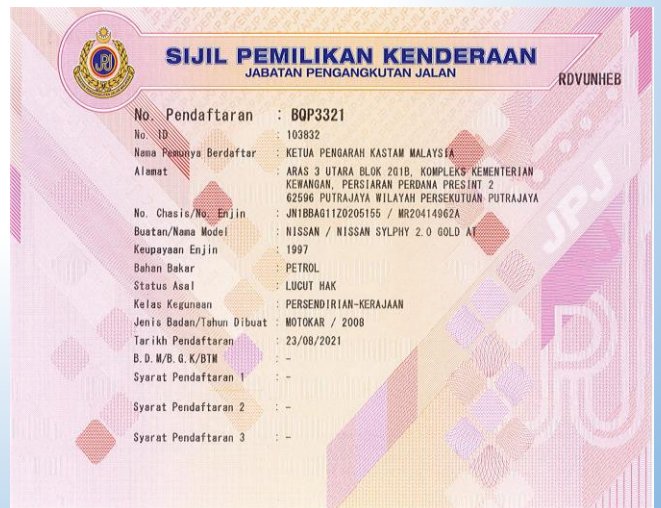 SIJIL PEMILIKAN KENDERAAN
JABATAN PENGANGKUTAN JALAN
RDVUNHEB
No. Pendaftaran : BQP3321
No. ID : 103832
Nama Pemunya Berdaftar : KETUA PENGARAH KASTAM MALAYSIA
Alamat : ARAS 3 UTARA BLOK 2G1B, KOMPLEKS KEMENTERIAN
KEWANGAN, PERSIARAN PERDANA PRESINT 2
62596 PUTRAJAYA WILAYAH PERSEKUTUAN PUTRAJAYA
No. Chasis/No. Enjin : JN1BBAG11Z0205155 / MR20414962A
Buatan/Nama Model : NISSAN / NISSAN SYLPHY 2.0 GOLD AT
Keupayaan Enjin : 1997
Bahan Bakar : PETROL
Status Asal : LUCUT HAK
Kelas Kegunaan : PERSENDIRIAN-KERAJAAN
Jenis Badan/Tahun Dibuat : MOTOKAR / 2008
Tarikh Pendaftaran : 23/08/2021
B.D.M/B.G.K/BTM : -
Syarat Pendaftaran 1 : -
Syarat Pendaftaran 2 : -
Syarat Pendaftaran 3 : -
JPJ